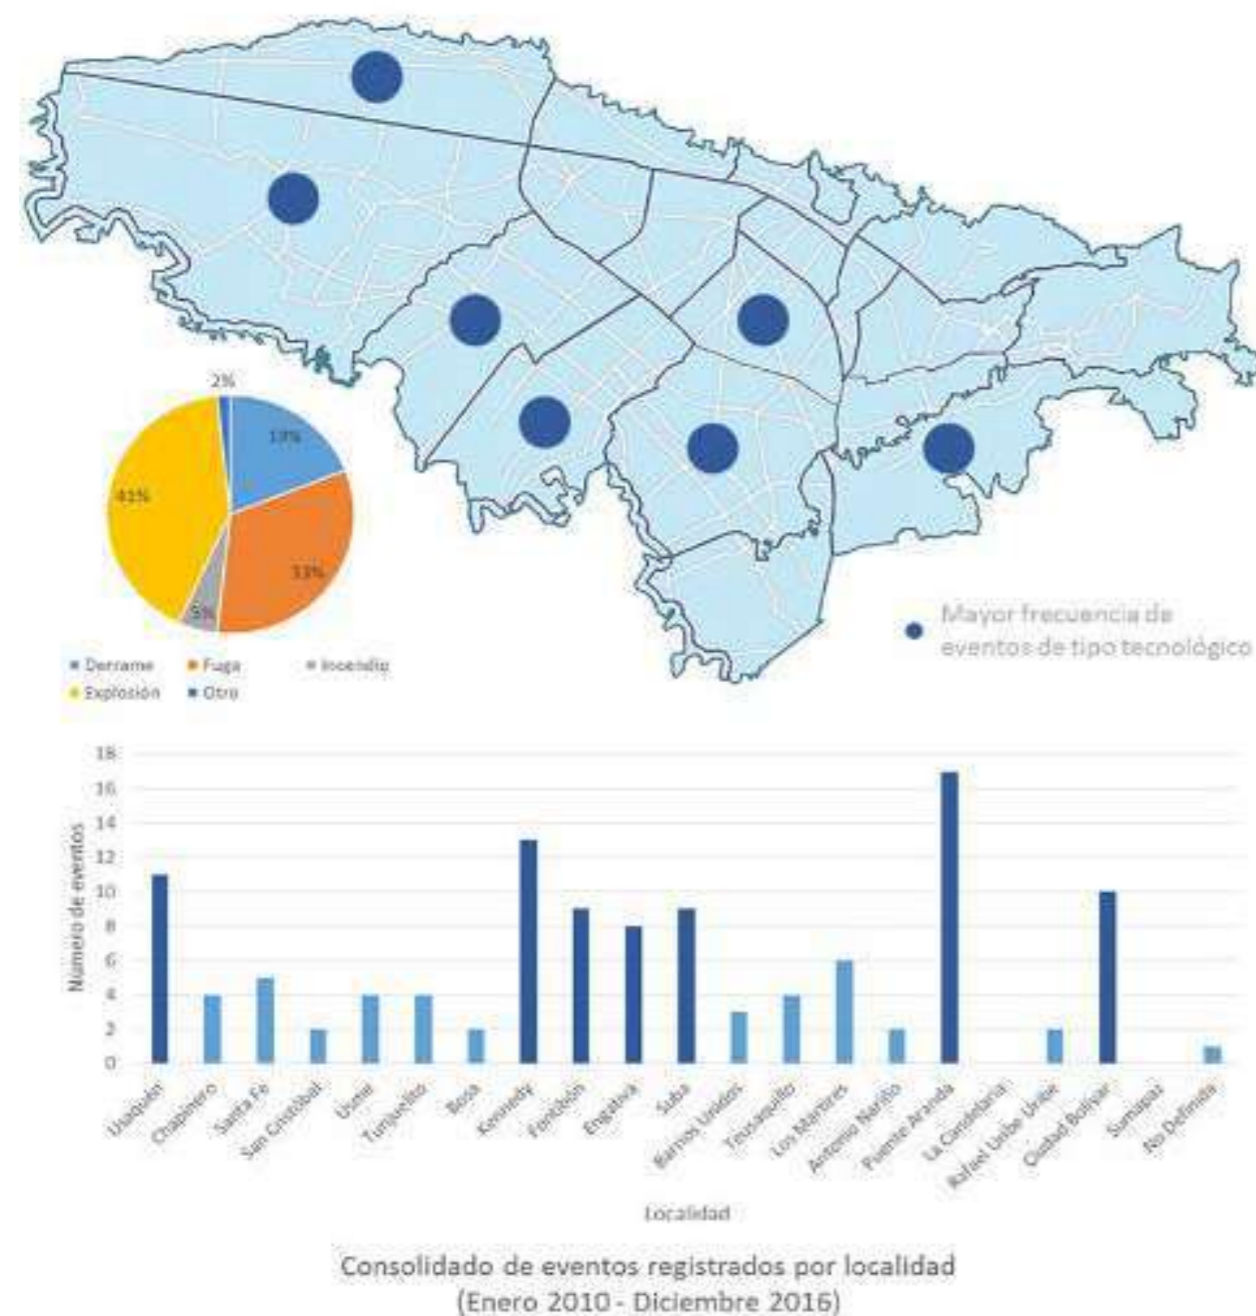 2%
19%
41%
33%
5%
Derrame
Fuga
Incendio
Explosión
Otro
Mayor frecuencia de
eventos de tipo tecnológico
18
16
14
12
10
8
6
4
2
0
Número de eventos
Usaquén
Chapinero
Santa Fe
San Cristóbal
Usme
Tunjuelito
Bosa
Kennedy
Fontibón
Engativa
Suba
Barrios Unidos
Teusaquillo
Los Martires
Antonio Nariño
Puente Aranda
La Candelaria
Rafael Uribe Uribe
Ciudad Bolívar
Sumapaz
No Definida
Localidad
Consolidado de eventos registrados por localidad
(Enero 2010 - Diciembre 2016)